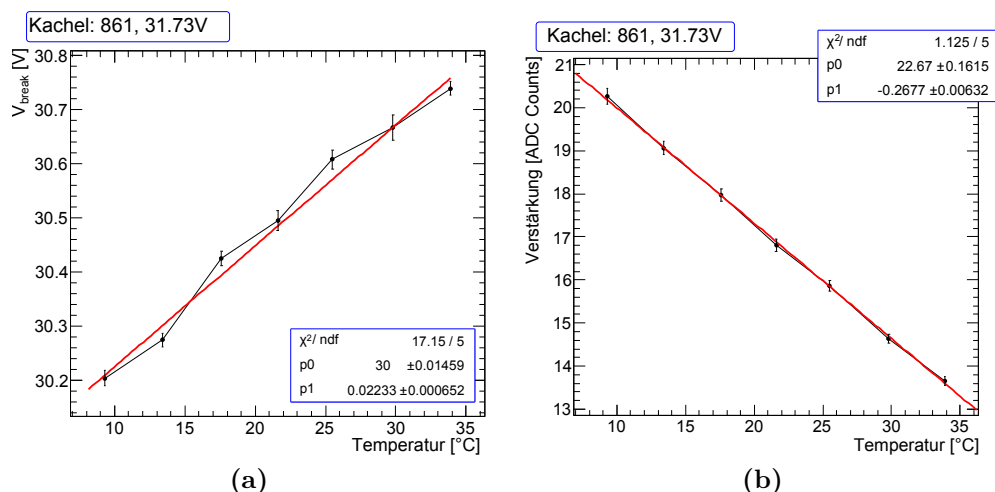 Kachel: 861, 31.73V
V_break [V]
30.8
30.7
30.6
30.5
30.4
30.3
30.2
10 15 20 25 30 35
Temperatur [°C]
χ²/ ndf 17.15 / 5
p0 30 ±0.01459
p1 0.02233 ±0.000652
(a)
Kachel: 861, 31.73V
Verstärkung [ADC Counts]
21
20
19
18
17
16
15
14
13
10 15 20 25 30 35
Temperatur [°C]
χ²/ ndf 1.125 / 5
p0 22.67 ±0.1615
p1 -0.2677 ±0.00632
(b)